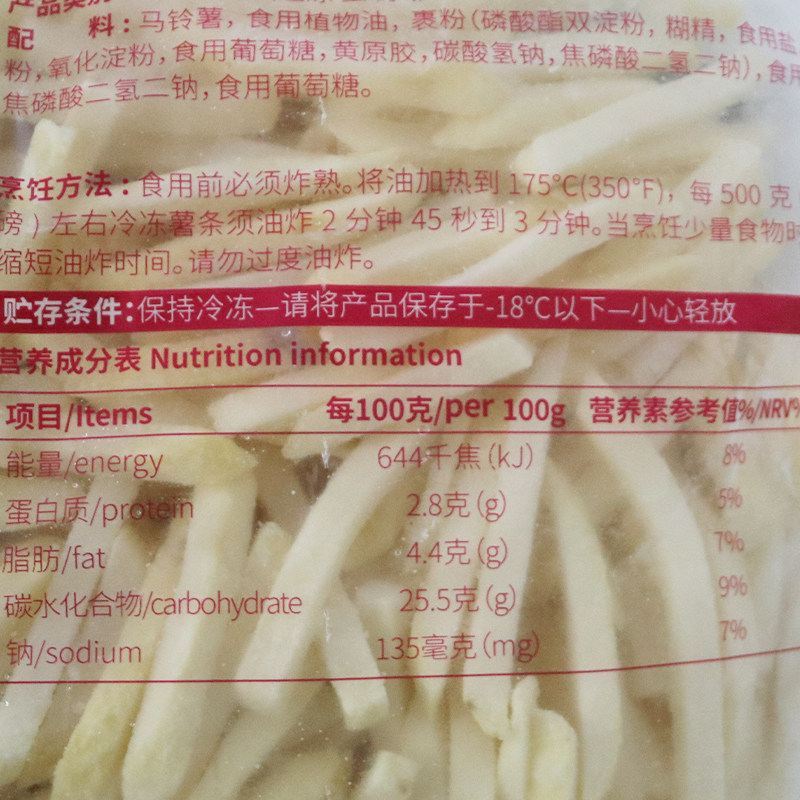 配 料：马铃薯，食用植物油，裹粉（磷酸酯双淀粉，糊精，食用盐
粉，氧化淀粉，食用葡萄糖，黄原胶，碳酸氢钠，焦磷酸二氢二钠），食用
焦磷酸二氢二钠，食用葡萄糖。
烹饪方法：食用前必须炸熟。将油加热到 175°C(350°F)，每 500 克
磅）左右冷冻薯条须油炸 2 分钟 45 秒到 3 分钟。当烹饪少量食物时
缩短油炸时间。请勿过度油炸。
贮存条件：保持冷冻—请将产品保存于-18℃以下—小心轻放
营养成分表 Nutrition information
项目/Items 每100克/per 100g 营养素参考值%/NRV%
能量/energy 644千焦（kJ） 8%
蛋白质/protein 2.8克（g） 5%
脂肪/fat 4.4克（g） 7%
碳水化合物/carbohydrate 25.5克（g） 9%
钠/sodium 135毫克（mg） 7%